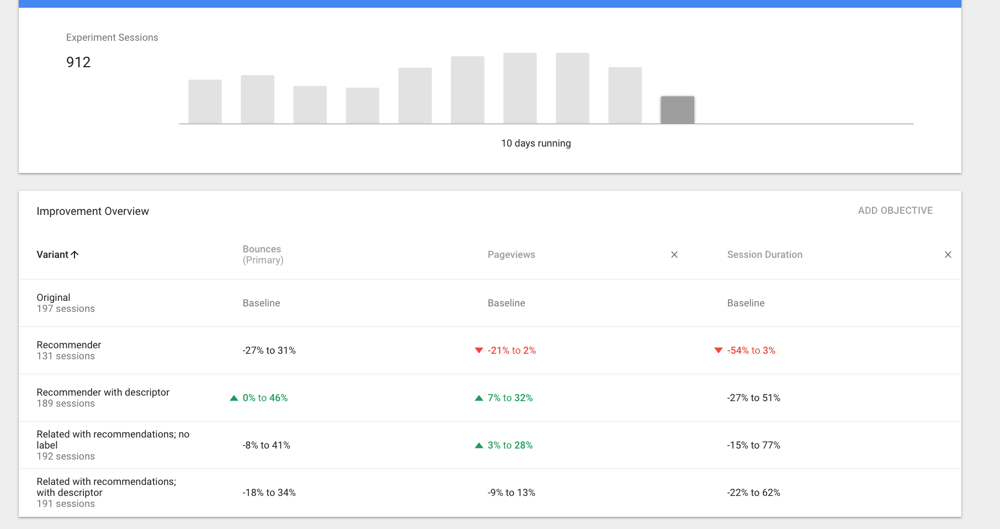 Experiment Sessions
912
10 days running
Improvement Overview
ADD OBJECTIVE
Variant
Bounces
(Primary)
Pageviews
Session Duration
Original
197 sessions
Baseline
Baseline
Baseline
Recommender
131 sessions
-27% to 31%
-21% to 2%
-54% to 3%
Recommender with descriptor
189 sessions
0% to 46%
7% to 32%
-27% to 51%
Related with recommendations; no
label
192 sessions
-8% to 41%
3% to 28%
-15% to 77%
Related with recommendations;
with descriptor
191 sessions
-18% to 34%
-9% to 13%
-22% to 62%